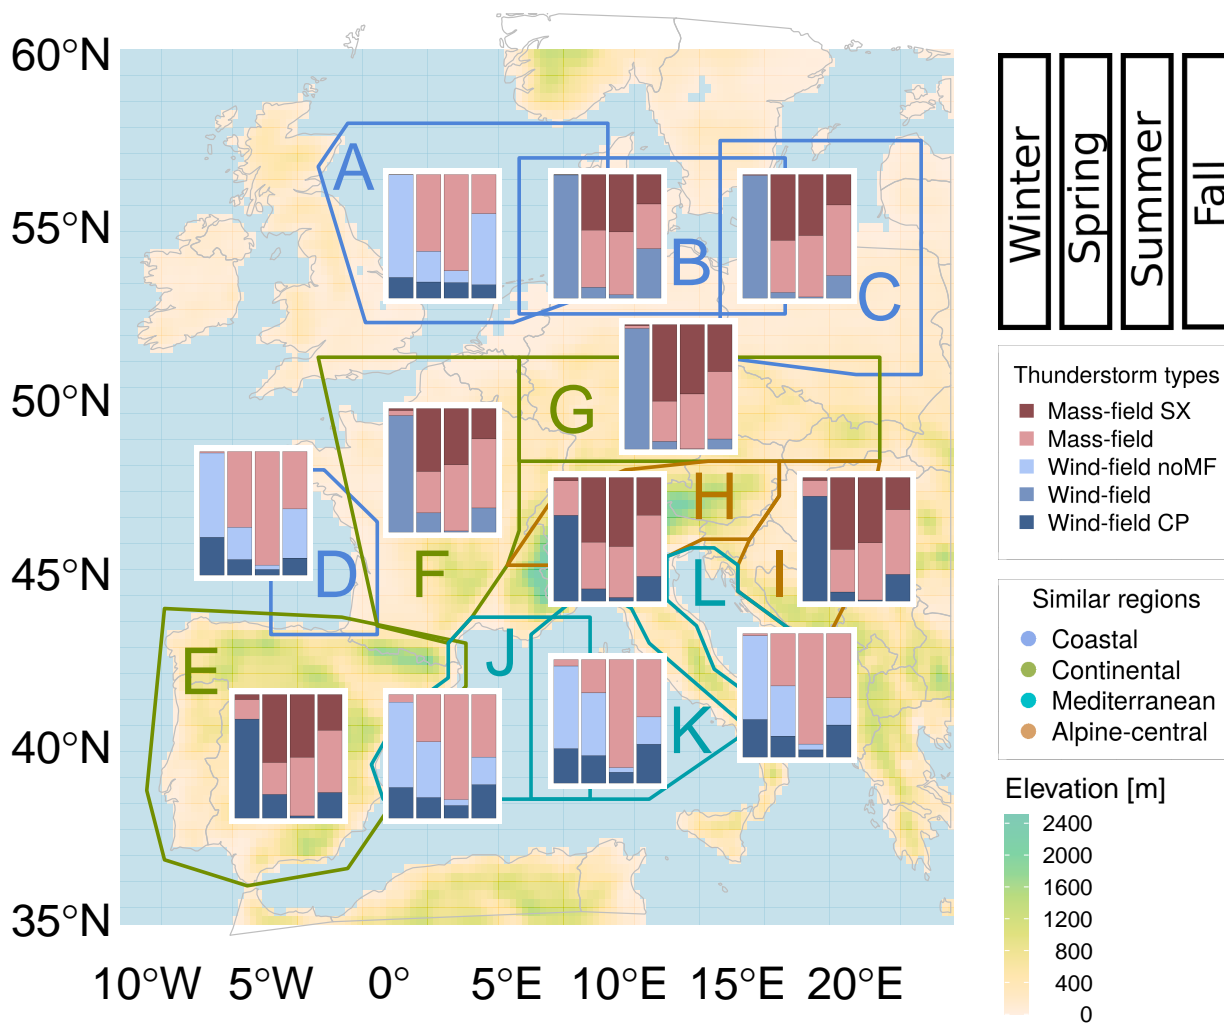 60°N
55°N
50°N
45°N
40°N
35°N
10°W
5°W
0°
5°E
10°E
15°E
20°E
A
B
C
G
H
D
F
I
L
E
J
K
Winter
Spring
Summer
Fall
Thunderstorm types
Mass-field SX
Mass-field
Wind-field noMF
Wind-field
Wind-field CP
Similar regions
Coastal
Continental
Mediterranean
Alpine-central
Elevation [m]
2400
2000
1600
1200
800
400
0